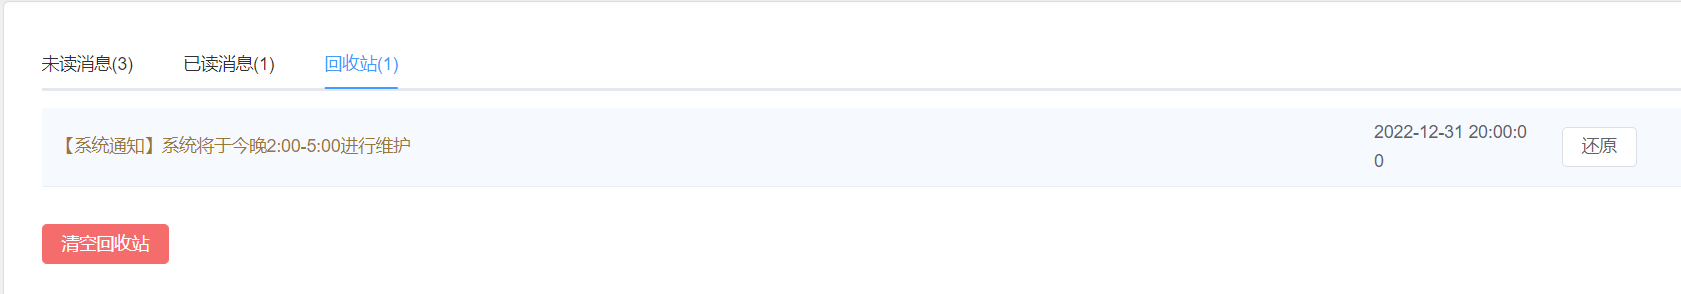 未读消息(3) 已读消息(1) 回收站(1)
【系统通知】系统将于今晚2:00-5:00进行维护
2022-12-31 20:00:0
0
还原
清空回收站